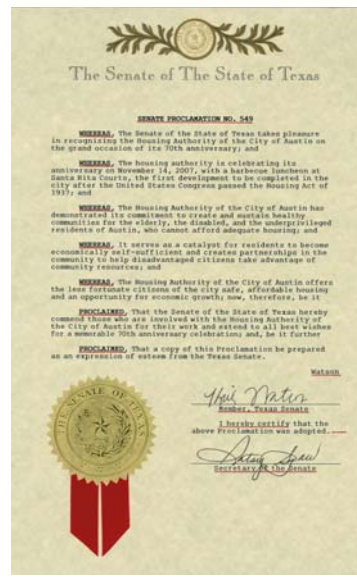 The Senate of The State of Texas
SENATE PROCLAMATION NO. 549
WHEREAS, The Senate of the State of Texas takes pleasure
in recognizing the Housing Authority of the City of Austin on
the grand occasion of its 70th anniversary; and
WHEREAS, The housing authority is celebrating its
anniversary on November 14, 2007, with a barbecue luncheon at
Santa Rita Courts, the first development to be completed in the
city after the United States Congress passed the Housing Act of
1937; and
WHEREAS, The Housing Authority of the City of Austin has
demonstrated its commitment to create and sustain healthy
communities for the elderly, the disabled, and the underprivileged
residents of Austin, who cannot afford adequate housing; and
WHEREAS, It serves as a catalyst for residents to become
economically self-sufficient and creates partnerships in the
community to help disadvantaged citizens take advantage of
community resources; and
WHEREAS, The Housing Authority of the City of Austin offers
the less fortunate citizens of the city safe, affordable housing
and an opportunity for economic growth; now, therefore, be it
PROCLAIMED, That the Senate of the State of Texas hereby
commend those who are involved with the Housing Authority of
the City of Austin for their work and extend to all best wishes
for a memorable 70th anniversary celebration; and, be it further
PROCLAIMED, That a copy of this Proclamation be prepared
as an expression of esteem from the Texas Senate.
Watson
Member, Texas Senate
I hereby certify that the
above Proclamation was adopted.
Secretary of the Senate
THE SENATE OF TEXAS